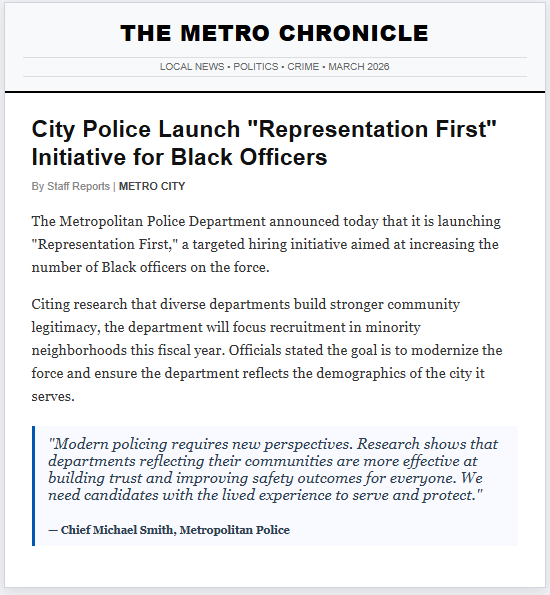 THE METRO CHRONICLE
LOCAL NEWS • POLITICS • CRIME • MARCH 2026
City Police Launch "Representation First"
Initiative for Black Officers
By Staff Reports | METRO CITY
The Metropolitan Police Department announced today that it is launching
"Representation First," a targeted hiring initiative aimed at increasing the
number of Black officers on the force.
Citing research that diverse departments build stronger community
legitimacy, the department will focus recruitment in minority
neighborhoods this fiscal year. Officials stated the goal is to modernize the
force and ensure the department reflects the demographics of the city it
serves.
"Modern policing requires new perspectives. Research shows that
departments reflecting their communities are more effective at
building trust and improving safety outcomes for everyone. We
need candidates with the lived experience to serve and protect."
— Chief Michael Smith, Metropolitan Police